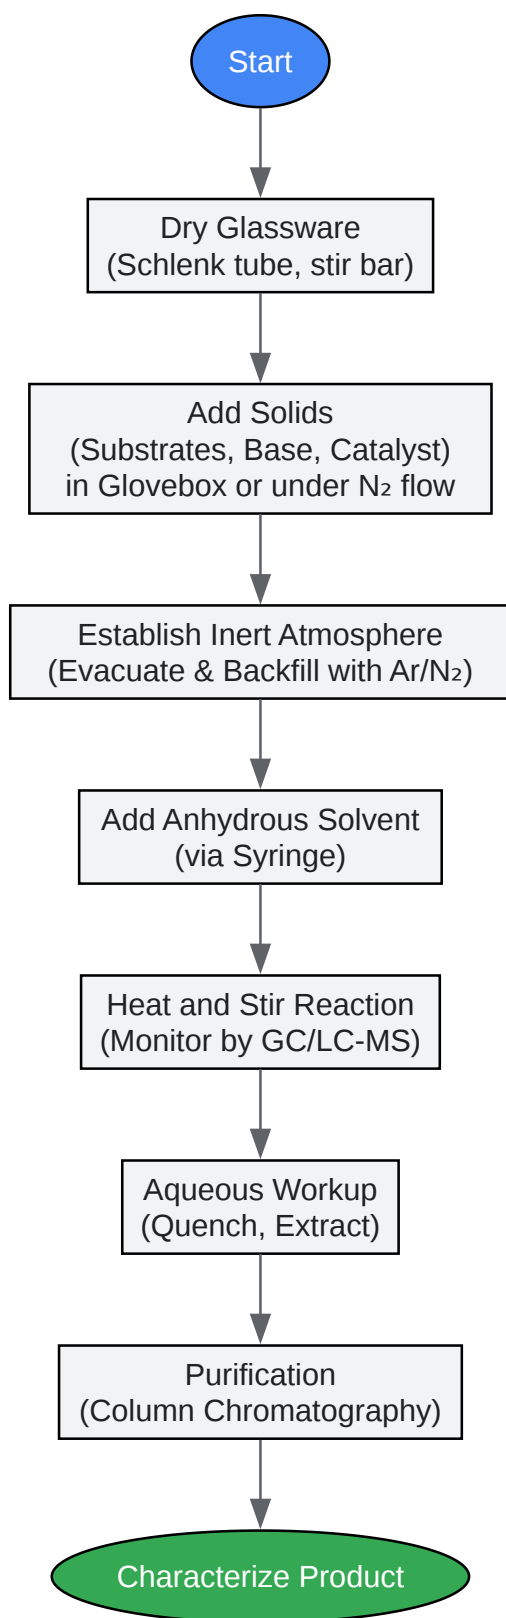 Start
Dry Glassware
(Schlenk tube, stir bar)
Add Solids
(Substrates, Base, Catalyst)
in Glovebox or under N₂ flow
Establish Inert Atmosphere
(Evacuate & Backfill with Ar/N₂)
Add Anhydrous Solvent
(via Syringe)
Heat and Stir Reaction
(Monitor by GC/LC-MS)
Aqueous Workup
(Quench, Extract)
Purification
(Column Chromatography)
Characterize Product